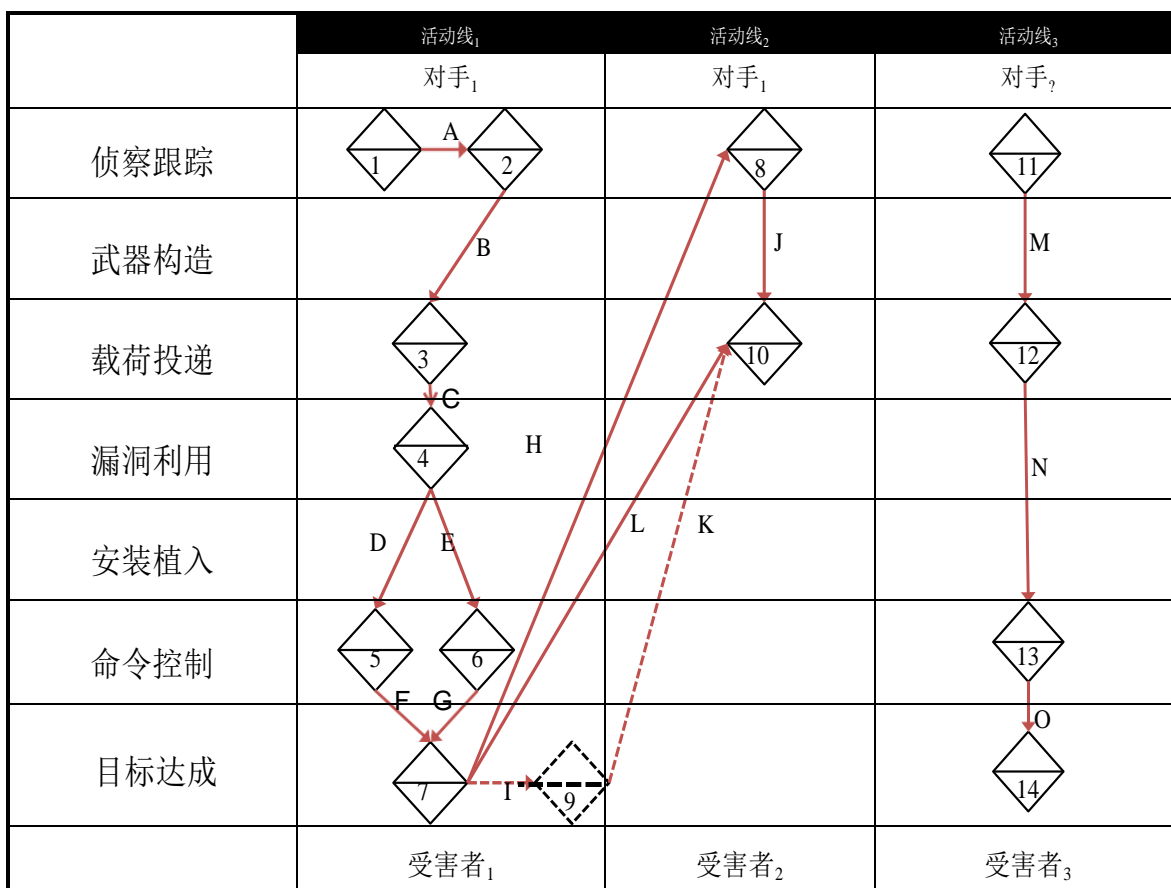 活动线₁ 活动线₂ 活动线₃
对手₁ 对手₁ 对手?
侦察跟踪 1 A 2 8 11
武器构造 B J M
载荷投递 3 10 12
C
漏洞利用 4 H N
安装植入 D E L K
命令控制 5 6 13
F G O
目标达成 7 I 9 14
受害者₁ 受害者₂ 受害者₃